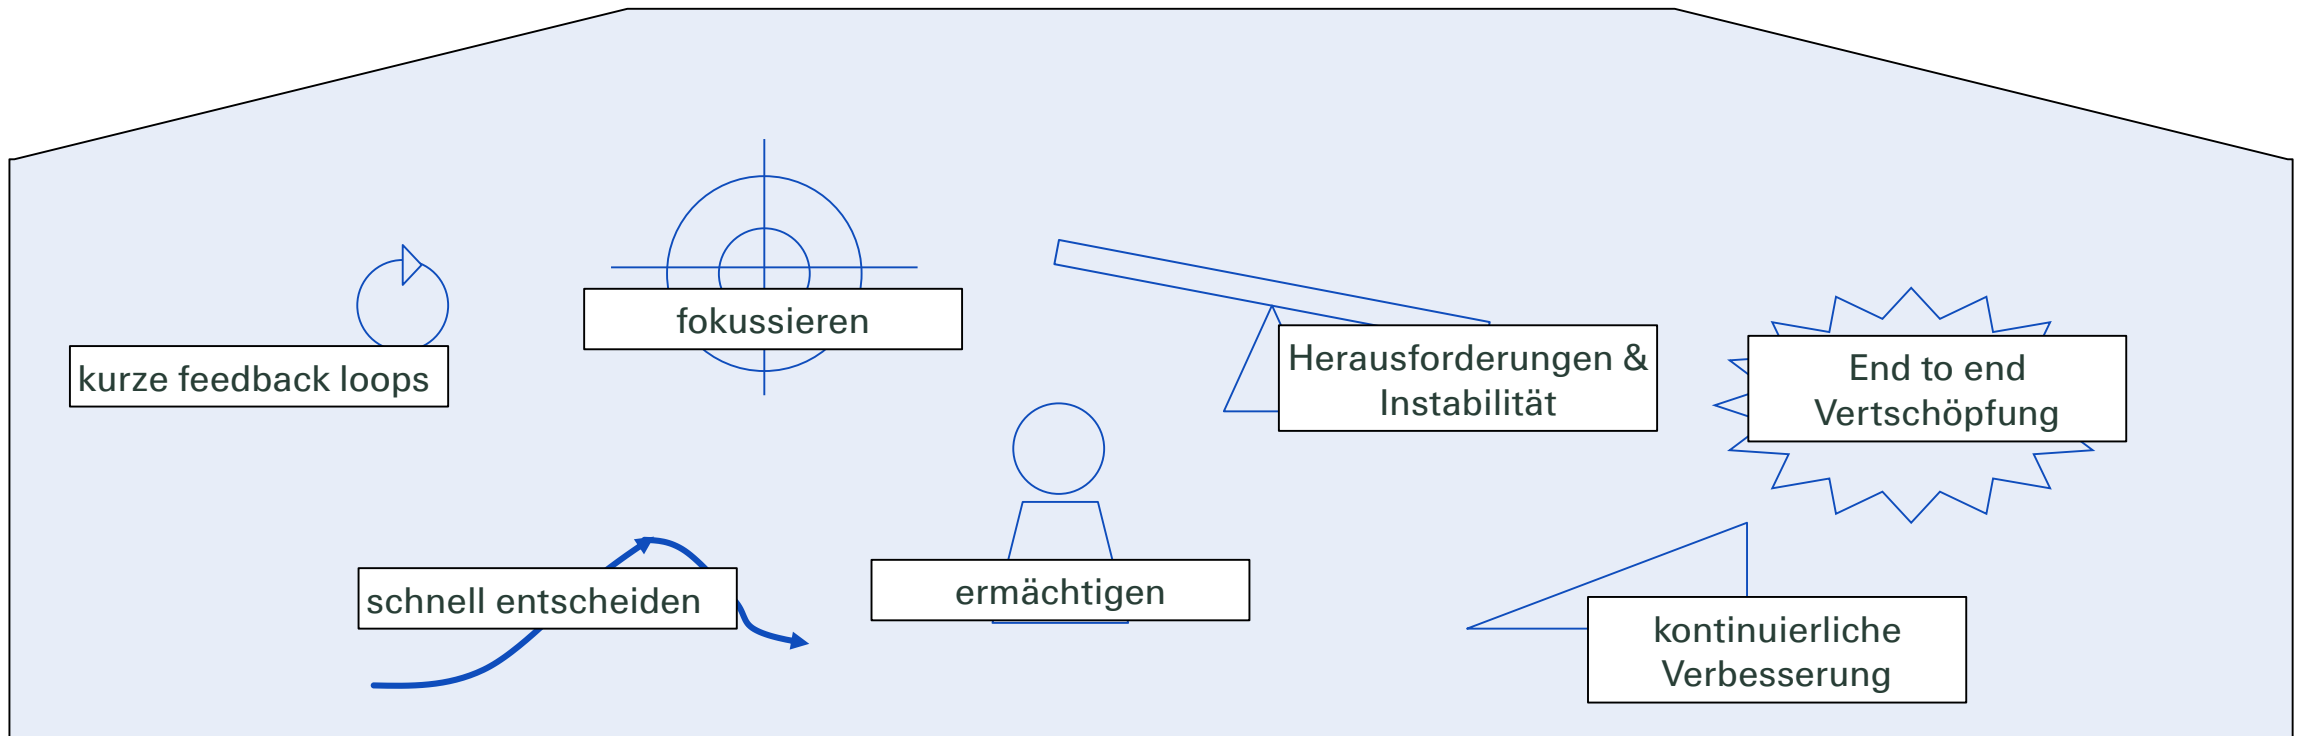 kurze feedback loops
fokussieren
Herausforderungen &
Instabilität
End to end
Vertschöpfung
schnell entscheiden
ermächtigen
kontinuierliche
Verbesserung